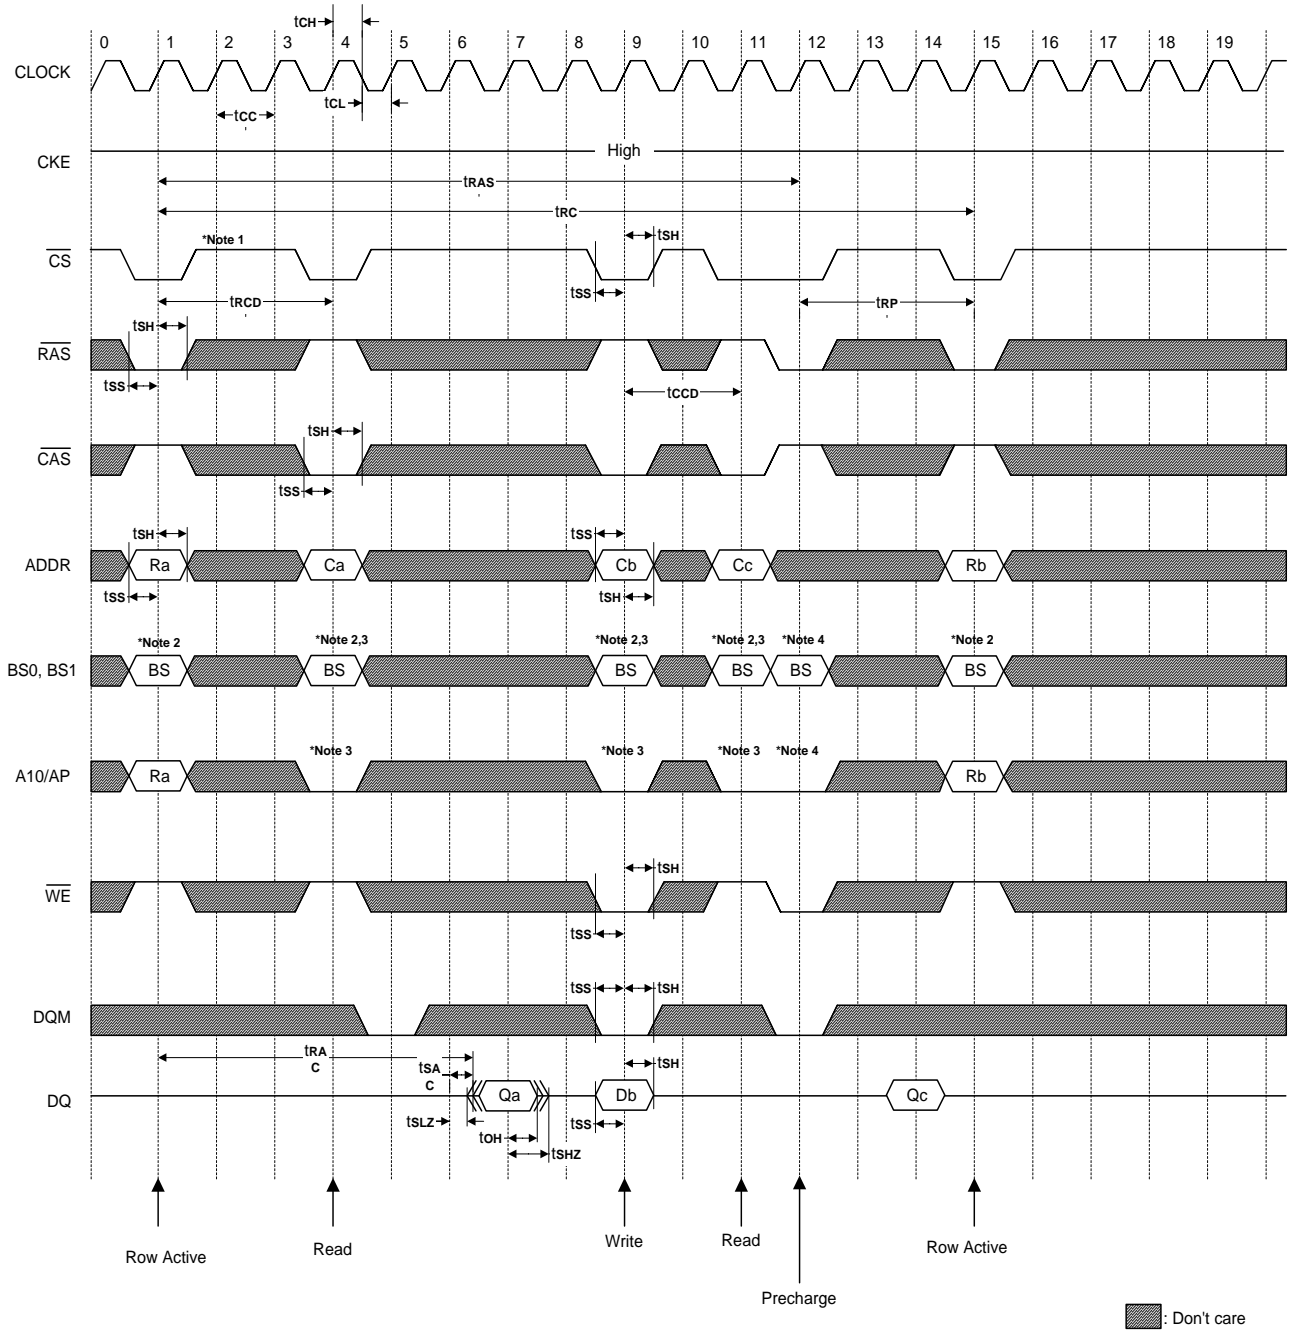 tCH
0 1 2 3 4 5 6 7 8 9 10 11 12 13 14 15 16 17 18 19
CLOCK
tCL
tCC
CKE
High
tRAS
tRC
*Note 1
tSH
CS
tSS
tRCD
tRP
tSH
RAS
tSS
tCCD
tSH
CAS
tSS
tSH
tSS
ADDR
Ra Ca Cb Cc Rb
tSS
tSH
*Note 2 *Note 2,3 *Note 2,3 *Note 2,3 *Note 4 *Note 2
BS0, BS1
BS BS BS BS BS BS
*Note 3 *Note 3 *Note 3 *Note 4
A10/AP
Ra Rb
tSH
WE
tSS
tSS tSH
DQM
tRA
C
tSA
C
tSH
DQ
Qa Db Qc
tSLZ
tOH
tSS
tSHZ
Row Active
Read
Write
Read
Row Active
Precharge
: Don't care